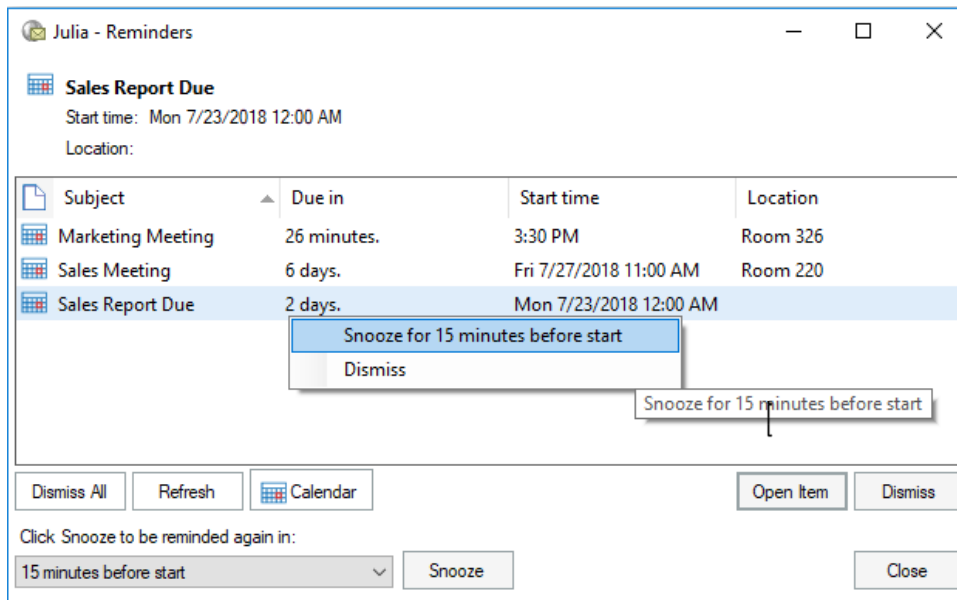 Julia - Reminders
Sales Report Due
Start time: Mon 7/23/2018 12:00 AM
Location:
Subject Due in Start time Location
Marketing Meeting 26 minutes. 3:30 PM Room 326
Sales Meeting 6 days. Fri 7/27/2018 11:00 AM Room 220
Sales Report Due 2 days. Mon 7/23/2018 12:00 AM
Snooze for 15 minutes before start
Dismiss
Snooze for 15 minutes before start
Dismiss All Refresh Calendar Open Item Dismiss
Click Snooze to be reminded again in:
15 minutes before start Snooze Close